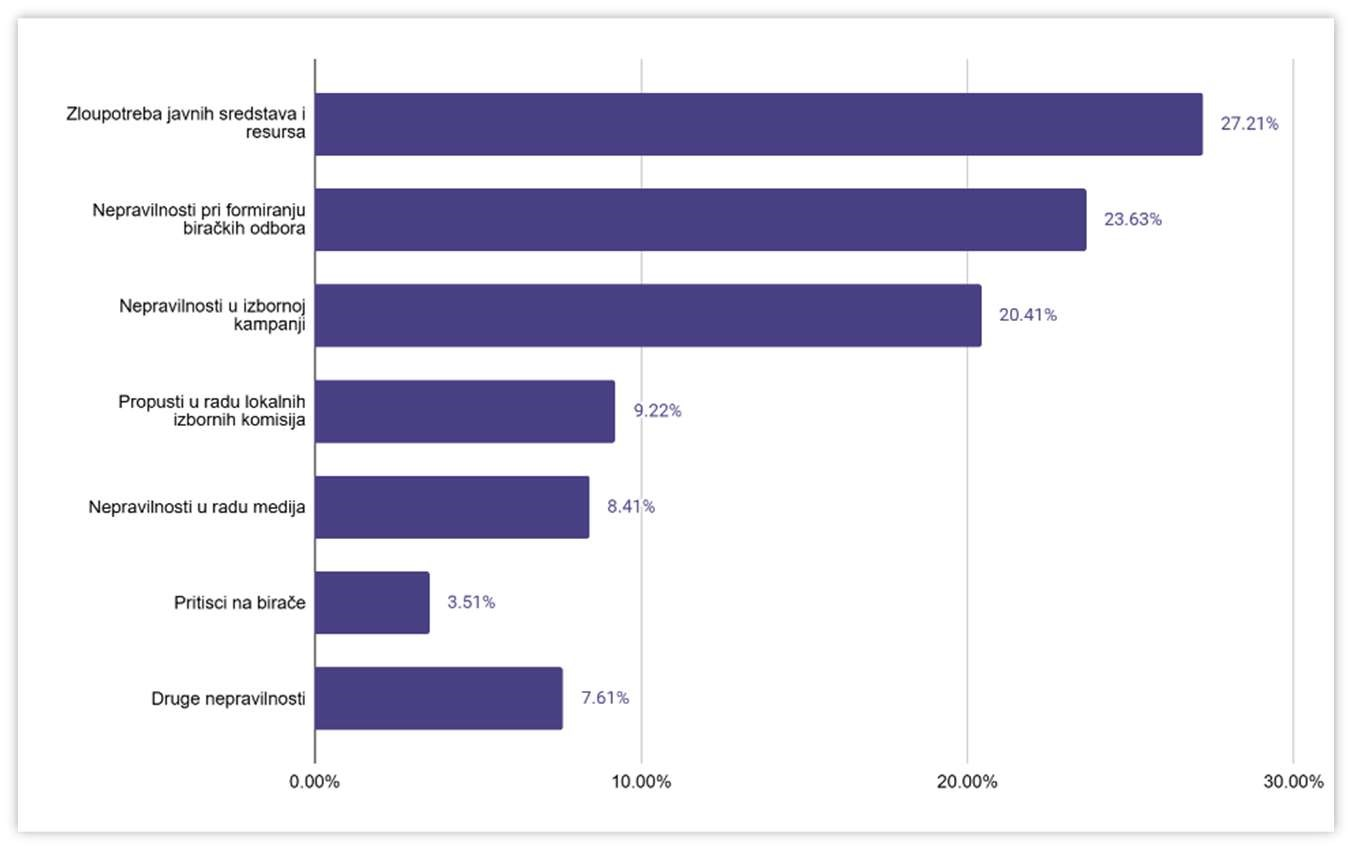 Zloupotreba javnih sredstava i
resursa
27.21%
Nepravilnosti pri formiranju
biračkih odbora
23.63%
Nepravilnosti u izbornoj
kampanji
20.41%
Propusti u radu lokalnih
izbornih komisija
9.22%
Nepravilnosti u radu medija
8.41%
Pritisci na birače
3.51%
Druge nepravilnosti
7.61%
0.00%
10.00%
20.00%
30.00%